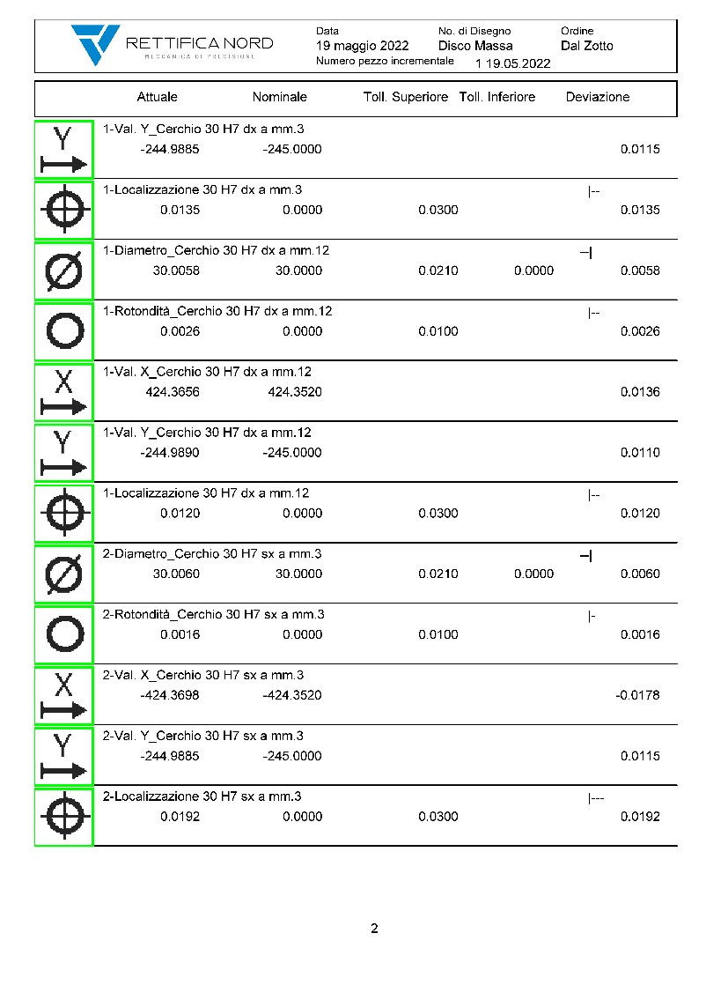 RETTIFICA NORD
MECCANICA DI PRECISIONE
Data No. di Disegno Ordine
19 maggio 2022 Disco Massa Dal Zotto
Numero pezzo incrementale 1 19.05.2022
Attuale Nominale Toll. Superiore Toll. Inferiore Deviazione
Y
1-Val. Y_Cerchio 30 H7 dx a mm.3
-244.9885 -245.0000 0.0115
1-Localizzazione 30 H7 dx a mm.3 |--
0.0135 0.0000 0.0300 0.0135
1-Diametro_Cerchio 30 H7 dx a mm.12 --|
30.0058 30.0000 0.0210 0.0000 0.0058
1-Rotondità_Cerchio 30 H7 dx a mm.12 |--
0.0026 0.0000 0.0100 0.0026
X
1-Val. X_Cerchio 30 H7 dx a mm.12
424.3656 424.3520 0.0136
Y
1-Val. Y_Cerchio 30 H7 dx a mm.12
-244.9890 -245.0000 0.0110
1-Localizzazione 30 H7 dx a mm.12 |--
0.0120 0.0000 0.0300 0.0120
2-Diametro_Cerchio 30 H7 sx a mm.3 --|
30.0060 30.0000 0.0210 0.0000 0.0060
2-Rotondità_Cerchio 30 H7 sx a mm.3 |-
0.0016 0.0000 0.0100 0.0016
X
2-Val. X_Cerchio 30 H7 sx a mm.3
-424.3698 -424.3520 -0.0178
Y
2-Val. Y_Cerchio 30 H7 sx a mm.3
-244.9885 -245.0000 0.0115
2-Localizzazione 30 H7 sx a mm.3 |---
0.0192 0.0000 0.0300 0.0192
2